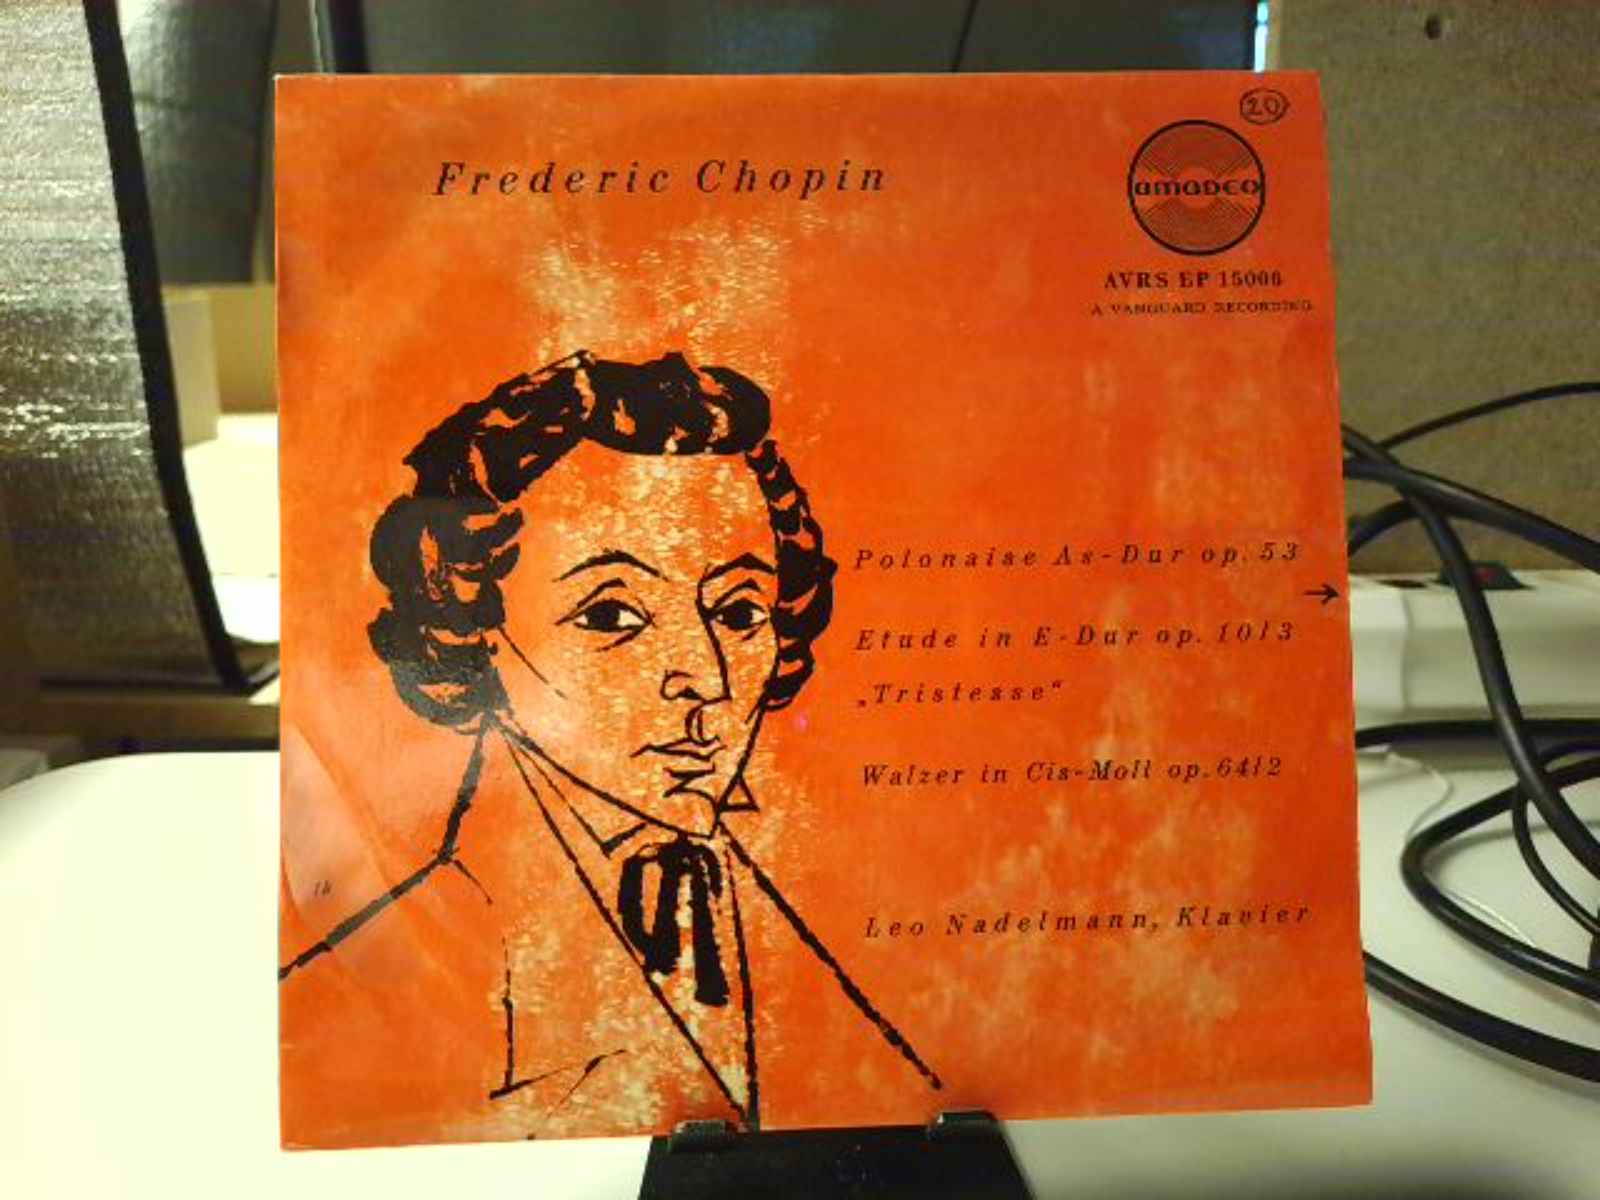 20
Frederic Chopin
amadeo
AVRS EP 15006
A VANGUARD RECORDING
Polonaise As-Dur op. 53
→
Etude in E-Dur op. 10/3
„Tristesse“
Walzer in Cis-Moll op. 64/2
Leo Nadelmann, Klavier